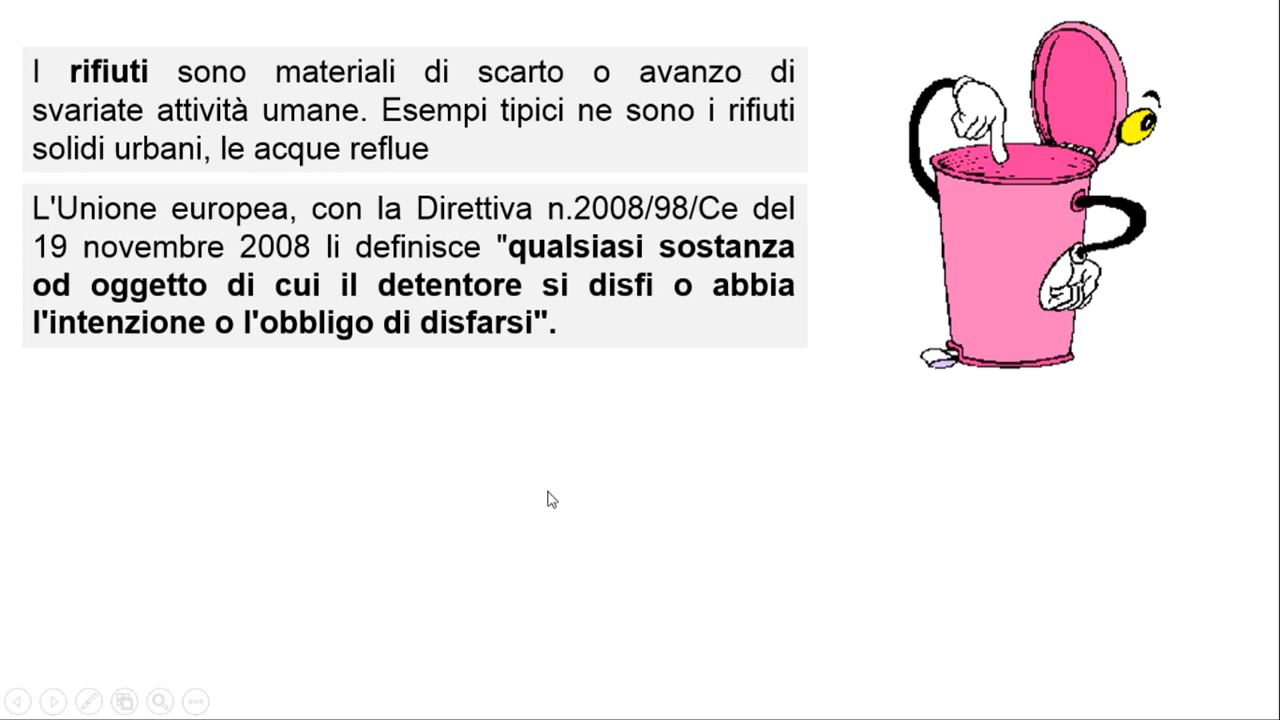 I rifiuti sono materiali di scarto o avanzo di
svariate attività umane. Esempi tipici ne sono i rifiuti
solidi urbani, le acque reflue
L'Unione europea, con la Direttiva n.2008/98/Ce del
19 novembre 2008 li definisce "qualsiasi sostanza
od oggetto di cui il detentore si disfi o abbia
l'intenzione o l'obbligo di disfarsi".